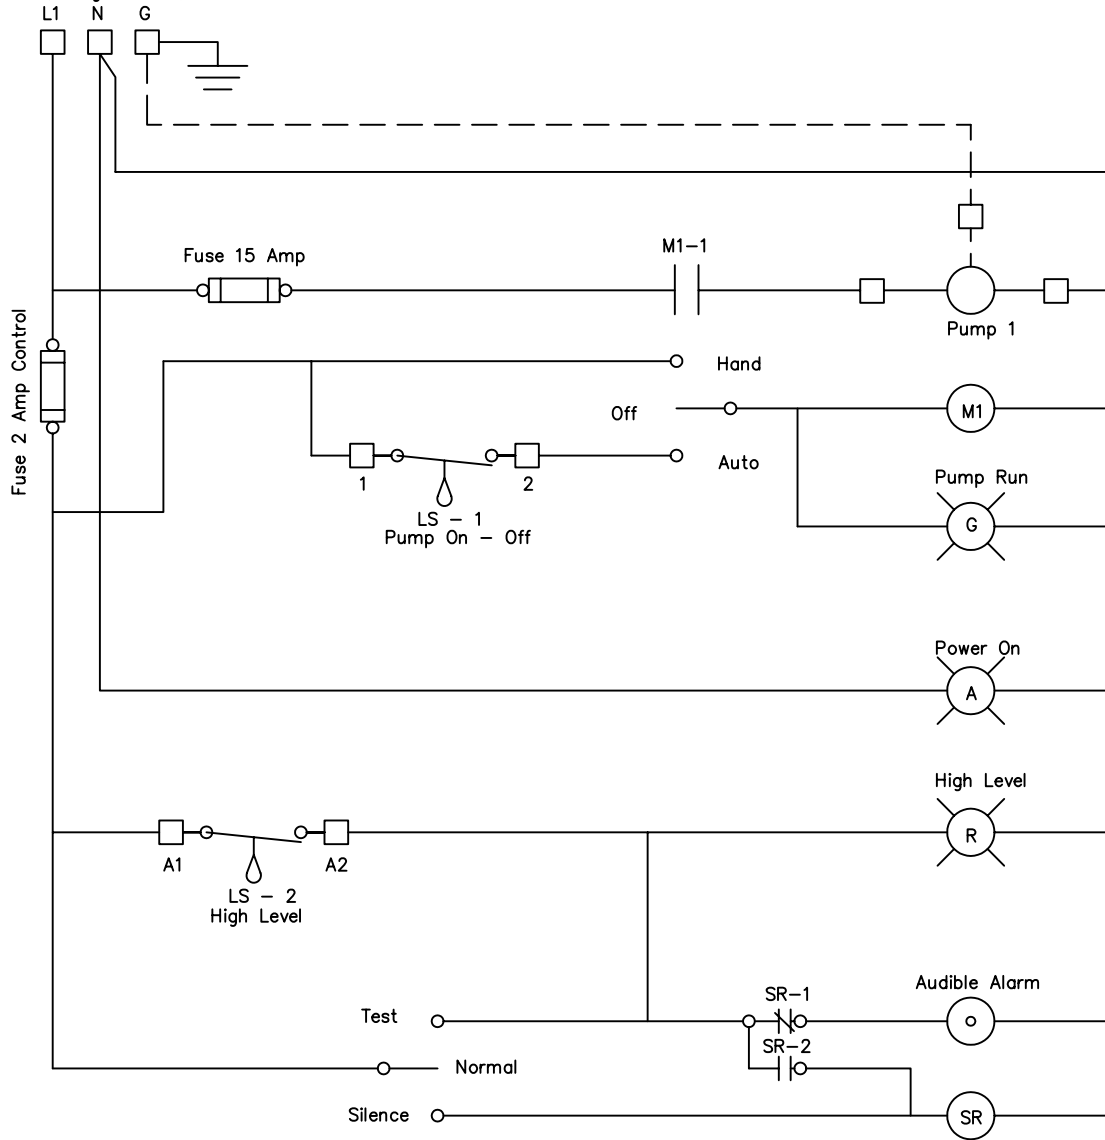 L1 N G
Fuse 15 Amp
M1-1
Pump 1
Fuse 2 Amp Control
Hand
Off
M1
Auto
1
2
LS - 1
Pump On - Off
Pump Run
G
Power On
A
High Level
R
A1
A2
LS - 2
High Level
Audible Alarm
SR-1
Test
SR-2
Normal
Silence
SR